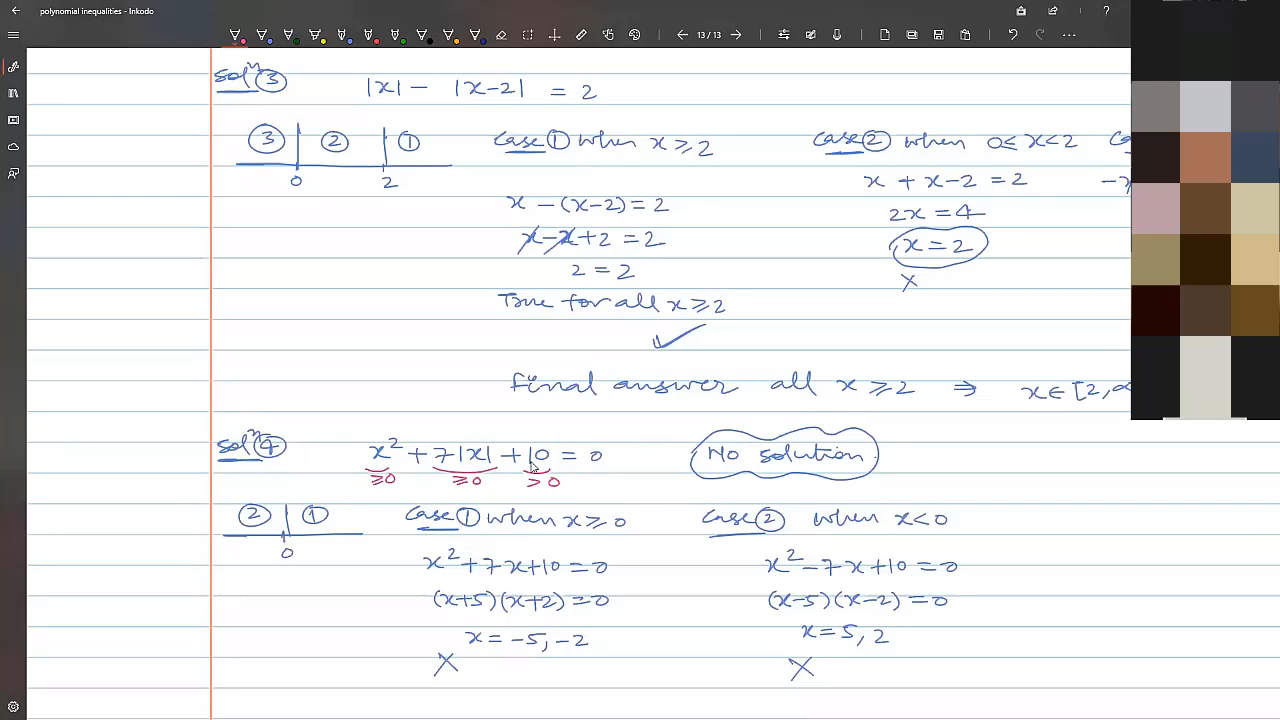 polynomial inequalities - Inkodo
13/13
Solⁿ ③ |x| - |x-2| = 2
③ ② ① Case ① when x ≥ 2 Case ② when 0 ≤ x < 2
0 2 x + x - 2 = 2
x - (x-2) = 2 2x = 4
x - x + 2 = 2 x = 2
2 = 2 ×
True for all x ≥ 2
✓
Final answer all x ≥ 2 ⇒ x ∈ [2,
Solⁿ ④ x² + 7|x| + 10 = 0 No solution
≥0 ≥0 >0
② ① Case ① when x ≥ 0 Case ② when x < 0
0
x² + 7x + 10 = 0 x² - 7x + 10 = 0
(x+5)(x+2) = 0 (x-5)(x-2) = 0
x = -5, -2 x = 5, 2
× ×